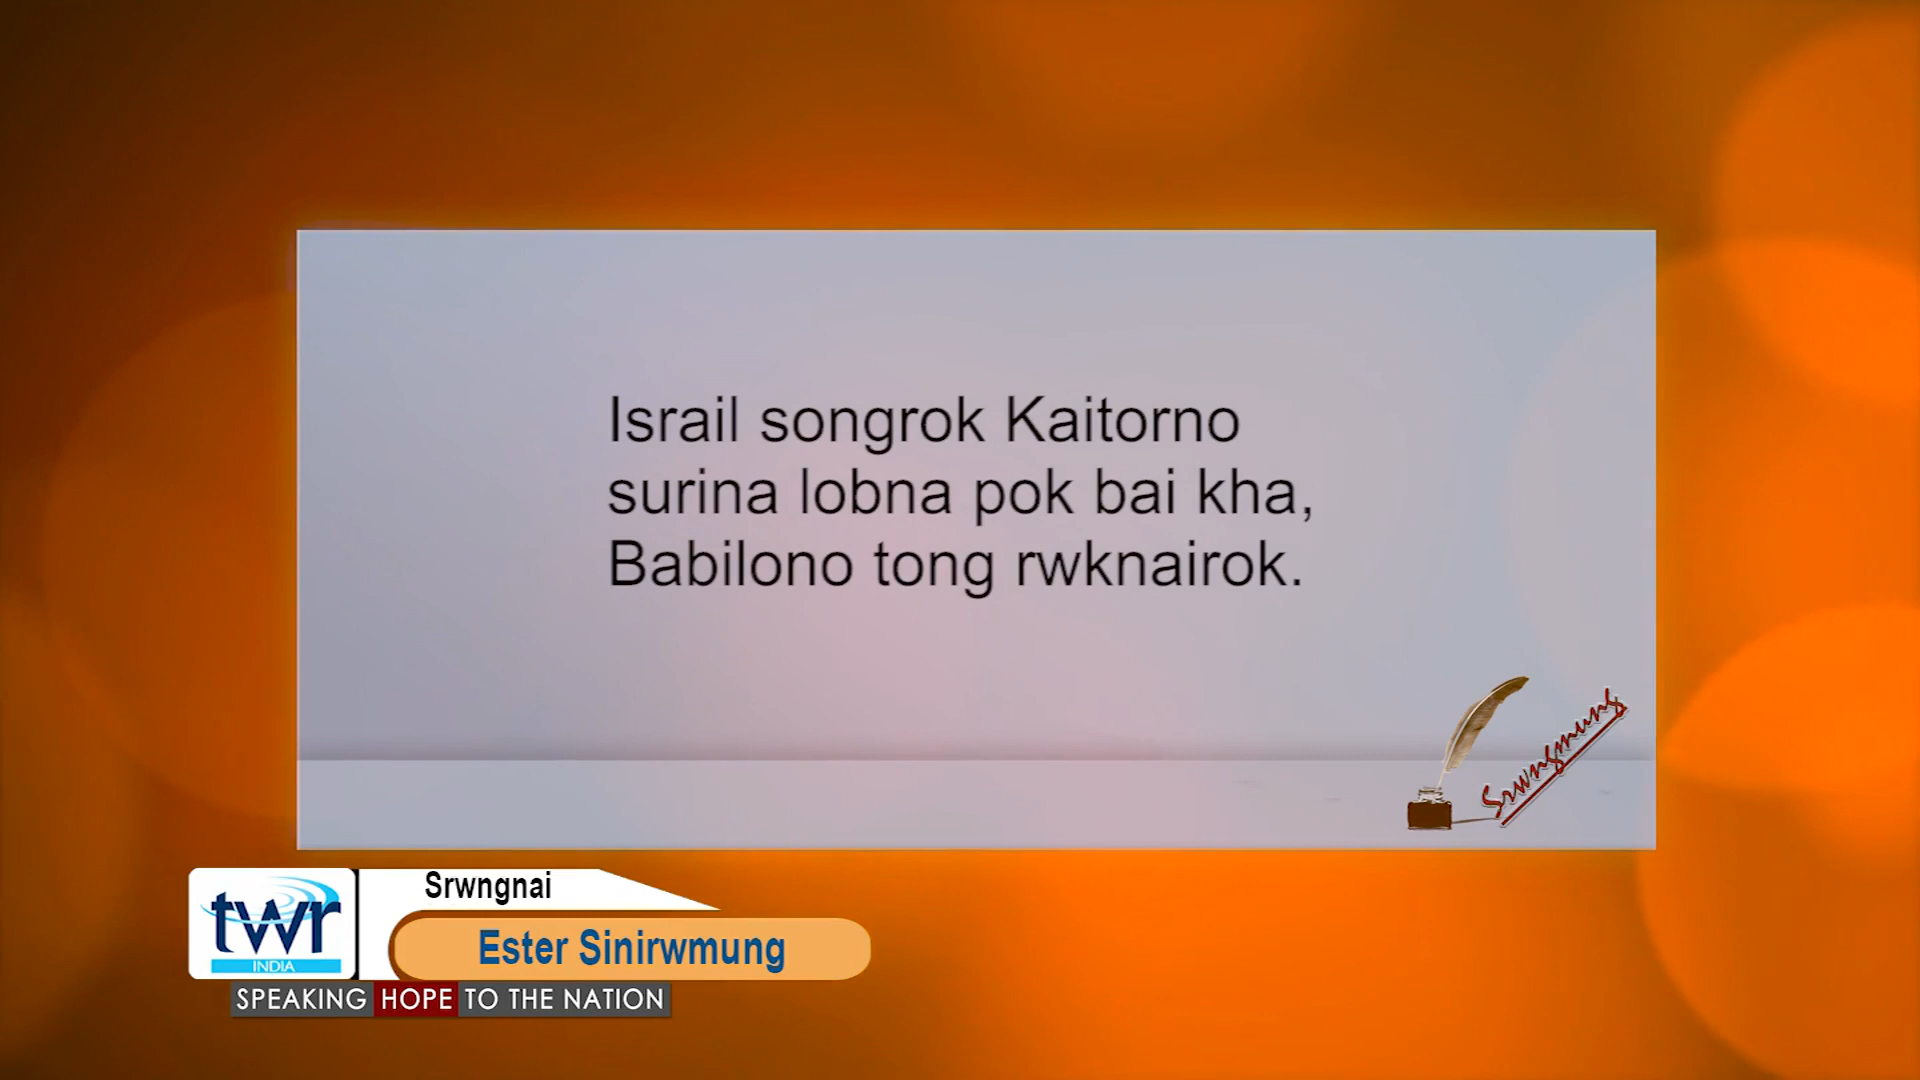 Israil songrok Kaitorno
surina lobna pok bai kha,
Babilono tong rwknairok.
Srwngmung
twr
INDIA
Srwngnai
Ester Sinirwmung
SPEAKING HOPE TO THE NATION